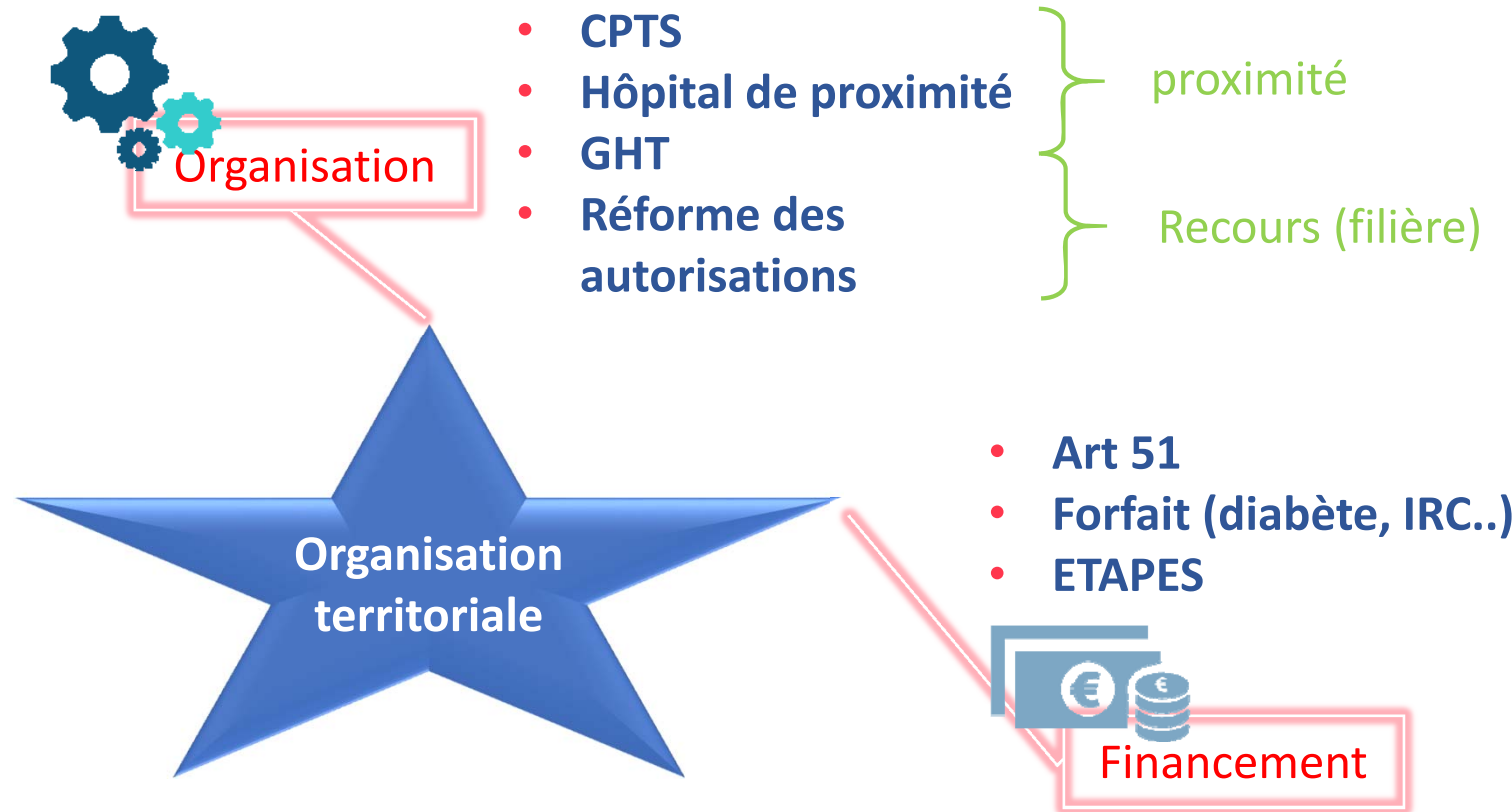 Organisation
• CPTS
• Hôpital de proximité
• GHT
• Réforme des
autorisations
proximité
Recours (filière)
Organisation
territoriale
• Art 51
• Forfait (diabète, IRC..)
• ETAPES
€
€
Financement